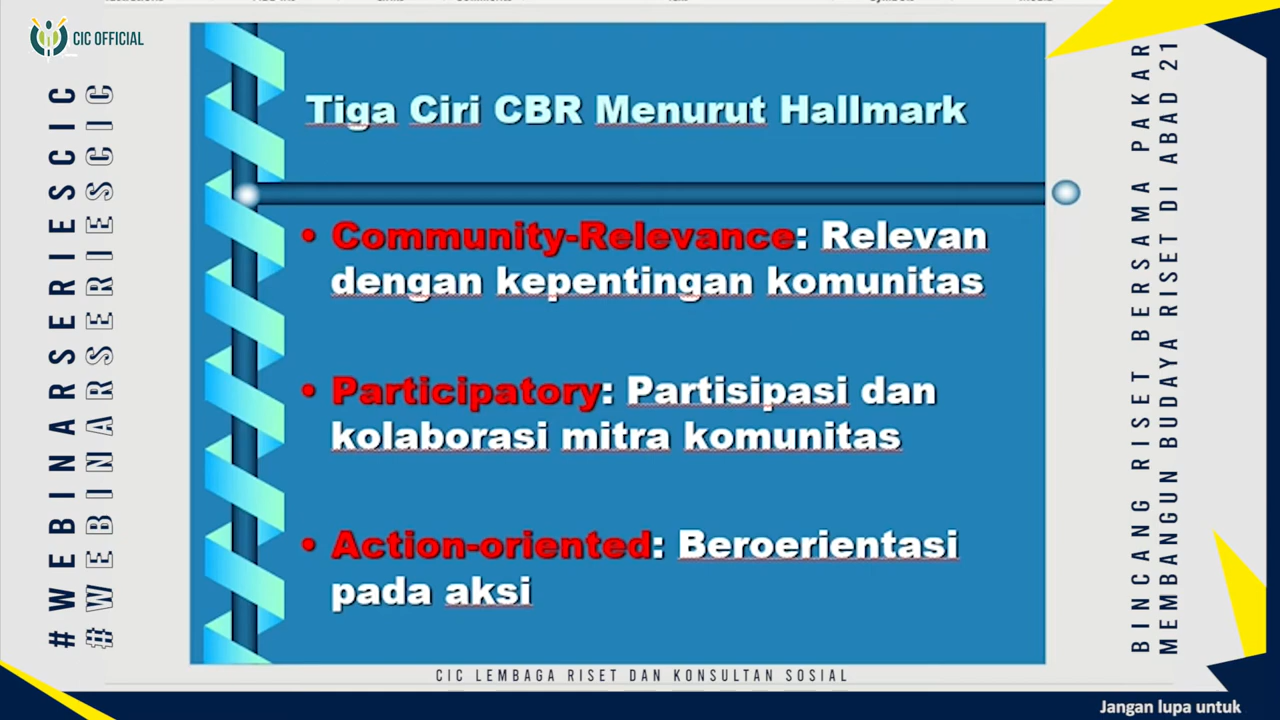 CIC OFFICIAL
#WEBINARSERIESCIC
#WEBINARSERIESCIC
Tiga Ciri CBR Menurut Hallmark
• Community-Relevance: Relevan
dengan kepentingan komunitas
• Participatory: Partisipasi dan
kolaborasi mitra komunitas
• Action-oriented: Beroerientasi
pada aksi
BINCANG RISET BERSAMA PAKAR
MEMBANGUN BUDAYA RISET DI ABAD 21
CIC LEMBAGA RISET DAN KONSULTAN SOSIAL
Jangan lupa untuk